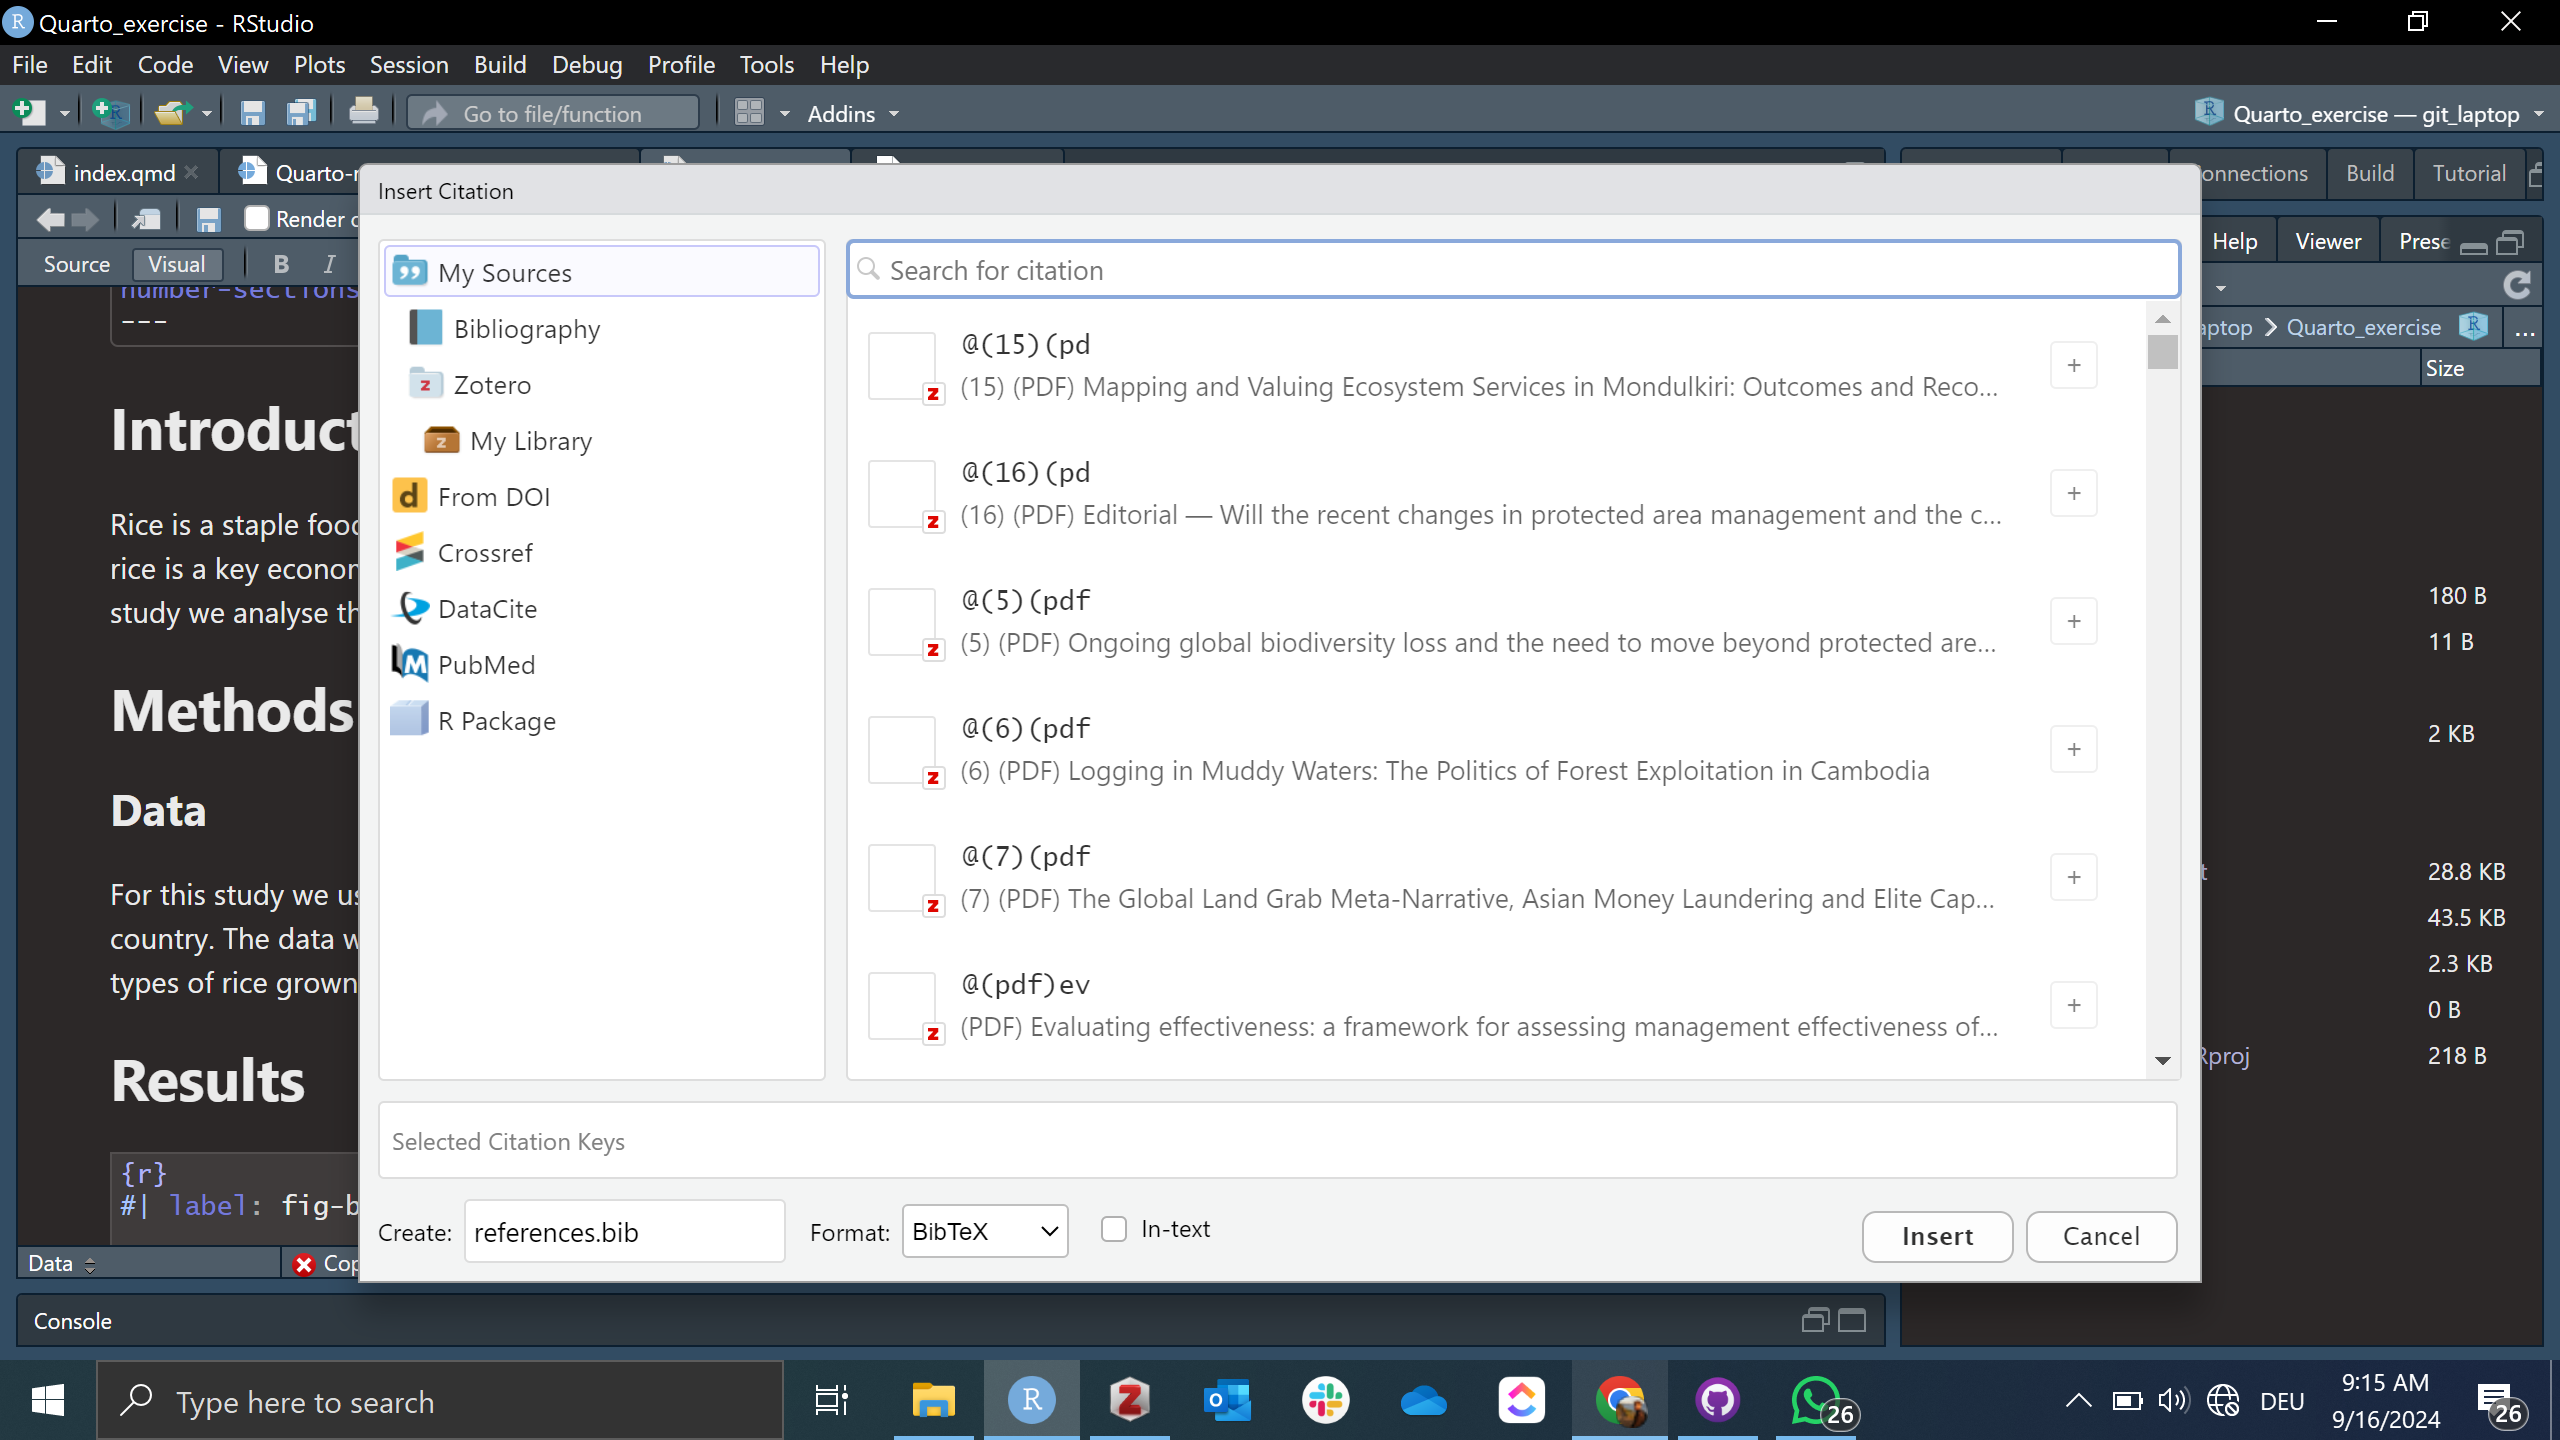 Quarto_exercise - RStudio
File Edit Code View Plots Session Build Debug Profile Tools Help
Go to file/function Addins Quarto_exercise — git_laptop
index.qmd Quarto-r onnections Build Tutorial
Insert Citation
Render Help Viewer Prese
Source Visual B I
My Sources Search for citation
number-sections
---
Bibliography
Zotero
My Library
From DOI
Crossref
DataCite
PubMed
R Package
@(15)(pd
(15) (PDF) Mapping and Valuing Ecosystem Services in Mondulkiri: Outcomes and Reco...
@(16)(pd
(16) (PDF) Editorial — Will the recent changes in protected area management and the c...
@(5)(pdf
(5) (PDF) Ongoing global biodiversity loss and the need to move beyond protected are...
@(6)(pdf
(6) (PDF) Logging in Muddy Waters: The Politics of Forest Exploitation in Cambodia
@(7)(pdf
(7) (PDF) The Global Land Grab Meta-Narrative, Asian Money Laundering and Elite Cap...
@(pdf)ev
(PDF) Evaluating effectiveness: a framework for assessing management effectiveness of...
Selected Citation Keys
Create: references.bib Format: BibTeX In-text Insert Cancel
Introduct
Rice is a staple food
rice is a key econor
study we analyse th
Methods
Data
For this study we us
country. The data w
types of rice grown
Results
{r}
#| label: fig-b
Data Cop
aptop Quarto_exercise ...
Size
180 B
11 B
2 KB
t 28.8 KB
43.5 KB
2.3 KB
0 B
Rproj 218 B
Console
Type here to search
26
DEU
9:15 AM
9/16/2024
26